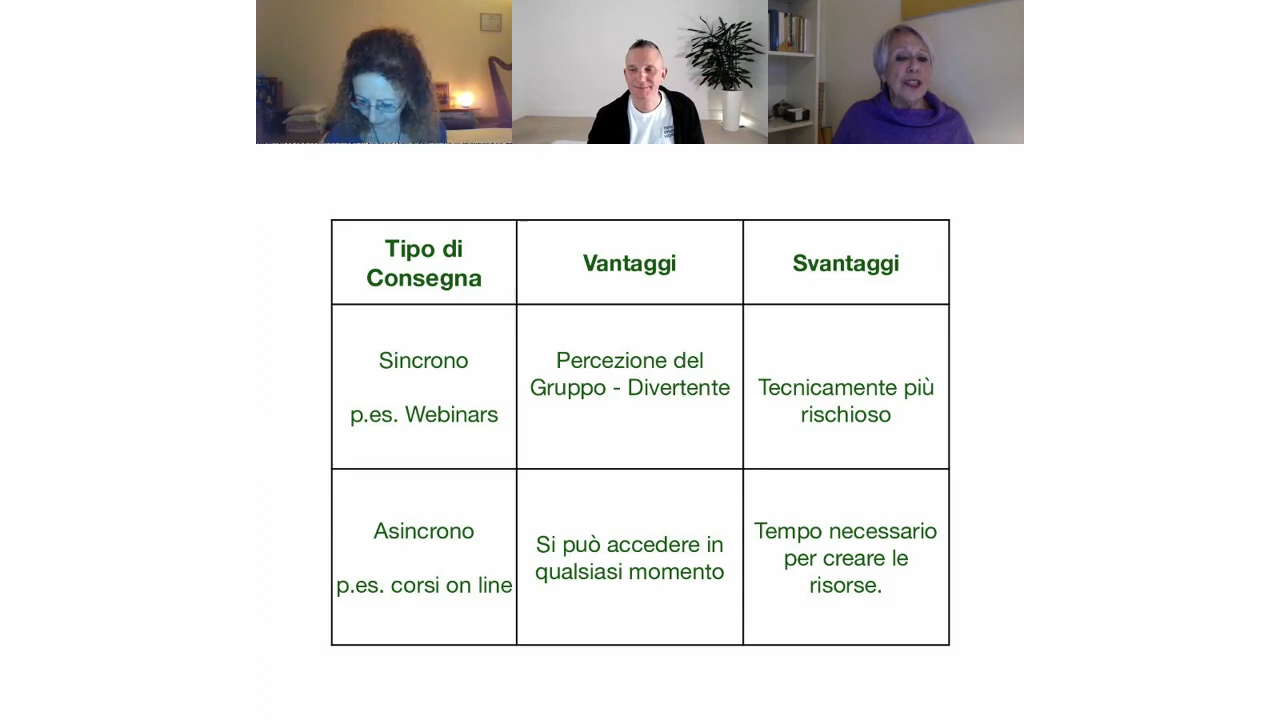 Tipo di
Consegna
Vantaggi
Svantaggi
Sincrono
p.es. Webinars
Percezione del
Gruppo - Divertente
Tecnicamente più
rischioso
Asincrono
p.es. corsi on line
Si può accedere in
qualsiasi momento
Tempo necessario
per creare le
risorse.